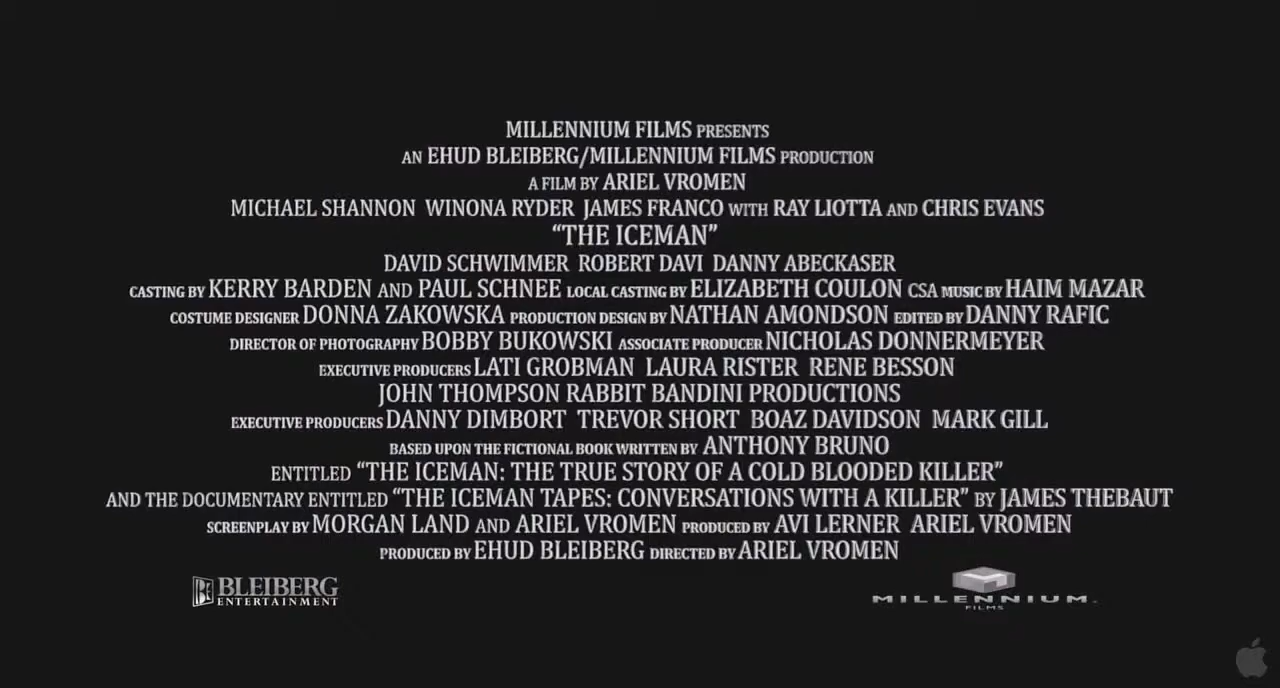 MILLENNIUM FILMS PRESENTS
AN EHUD BLEIBERG/MILLENNIUM FILMS PRODUCTION
A FILM BY ARIEL VROMEN
MICHAEL SHANNON WINONA RYDER JAMES FRANCO WITH RAY LIOTTA AND CHRIS EVANS
“THE ICEMAN”
DAVID SCHWIMMER ROBERT DAVI DANNY ABECKASER
CASTING BY KERRY BARDEN AND PAUL SCHNEE LOCAL CASTING BY ELIZABETH COULON CSA MUSIC BY HAIM MAZAR
COSTUME DESIGNER DONNA ZAKOWSKA PRODUCTION DESIGN BY NATHAN AMONDSON EDITED BY DANNY RAFIC
DIRECTOR OF PHOTOGRAPHY BOBBY BUKOWSKI ASSOCIATE PRODUCER NICHOLAS DONNERMEYER
EXECUTIVE PRODUCERS LATI GROBMAN LAURA RISTER RENE BESSON
JOHN THOMPSON RABBIT BANDINI PRODUCTIONS
EXECUTIVE PRODUCERS DANNY DIMBORT TREVOR SHORT BOAZ DAVIDSON MARK GILL
BASED UPON THE FICTIONAL BOOK WRITTEN BY ANTHONY BRUNO
ENTITLED “THE ICEMAN: THE TRUE STORY OF A COLD BLOODED KILLER”
AND THE DOCUMENTARY ENTITLED “THE ICEMAN TAPES: CONVERSATIONS WITH A KILLER” BY JAMES THEBAUT
SCREENPLAY BY MORGAN LAND AND ARIEL VROMEN PRODUCED BY AVI LERNER ARIEL VROMEN
PRODUCED BY EHUD BLEIBERG DIRECTED BY ARIEL VROMEN
BLEIBERG
ENTERTAINMENT
MILLENNIUM
FILMS